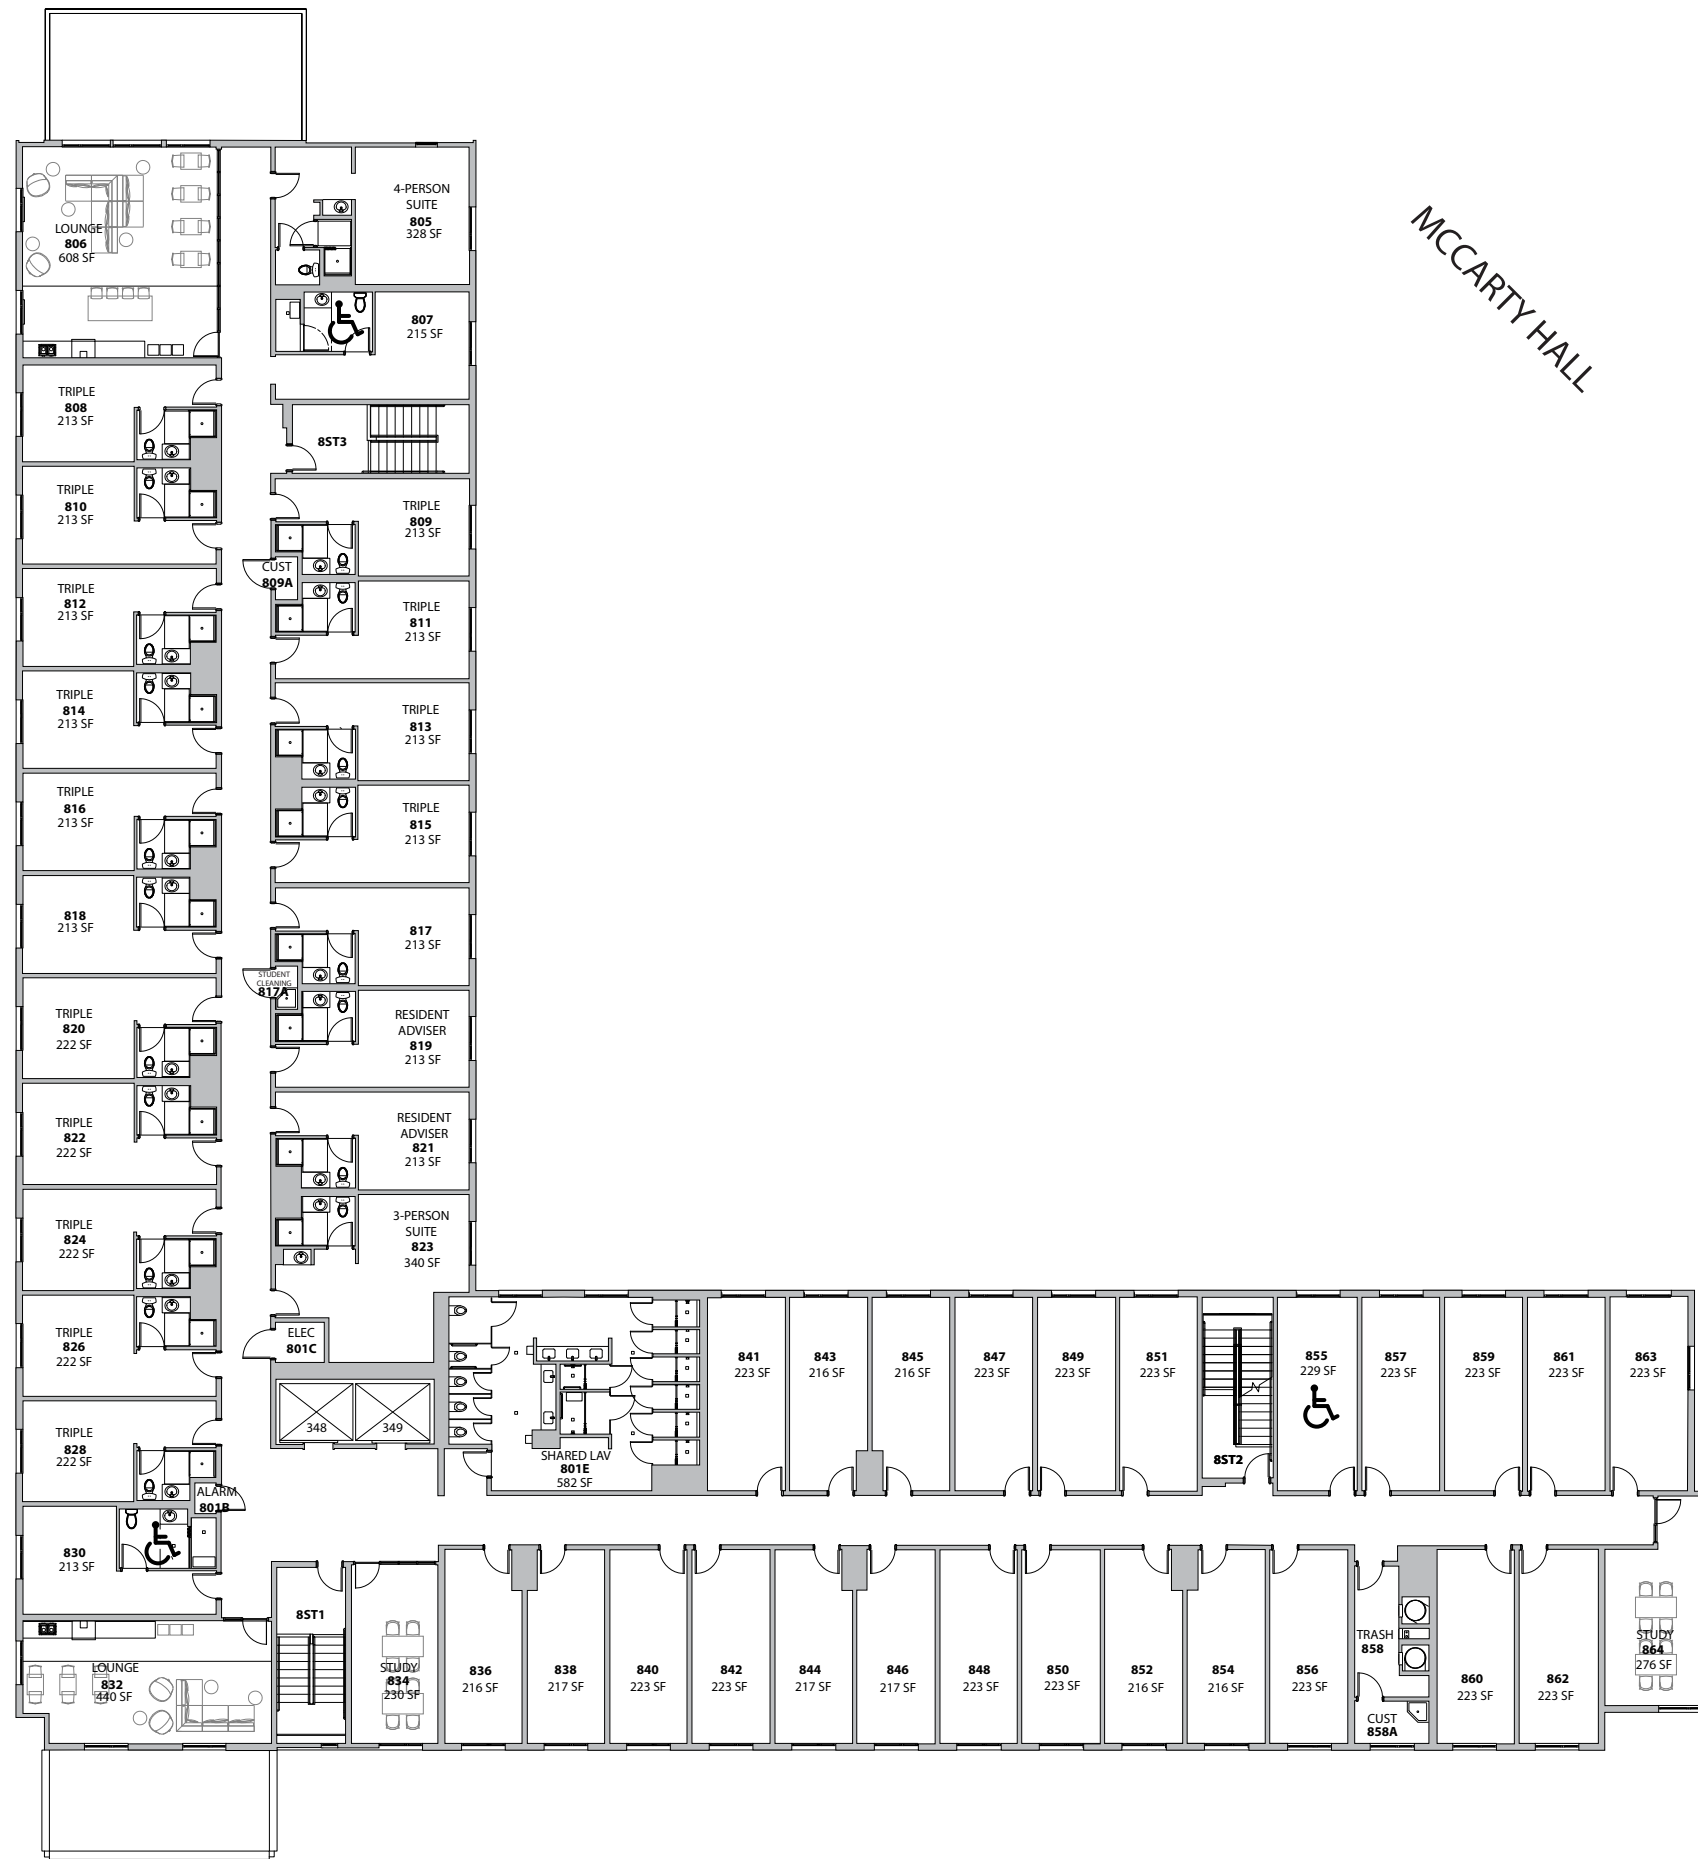 MCCARTY HALL
4-PERSON
SUITE
805
328 SF
LOUNGE
806
608 SF
807
215 SF
TRIPLE
808
213 SF
8ST3
TRIPLE
810
213 SF
TRIPLE
809
213 SF
CUST
809A
TRIPLE
812
213 SF
TRIPLE
811
213 SF
TRIPLE
814
213 SF
TRIPLE
813
213 SF
TRIPLE
816
213 SF
TRIPLE
815
213 SF
818
213 SF
817
213 SF
STUDENT
CLEANING
817A
TRIPLE
820
222 SF
RESIDENT
ADVISER
819
213 SF
TRIPLE
822
222 SF
RESIDENT
ADVISER
821
213 SF
TRIPLE
824
222 SF
3-PERSON
SUITE
823
340 SF
TRIPLE
826
222 SF
ELEC
801C
348
349
TRIPLE
828
222 SF
ALARM
801B
830
213 SF
SHARED LAV
801E
582 SF
841
223 SF
843
216 SF
845
216 SF
847
223 SF
849
223 SF
851
223 SF
8ST2
855
229 SF
857
223 SF
859
223 SF
861
223 SF
863
223 SF
LOUNGE
832
440 SF
8ST1
STUDY
834
230 SF
836
216 SF
838
217 SF
840
223 SF
842
223 SF
844
217 SF
846
217 SF
848
223 SF
850
223 SF
852
216 SF
854
216 SF
856
223 SF
TRASH
858
CUST
858A
860
223 SF
862
223 SF
STUDY
864
276 SF